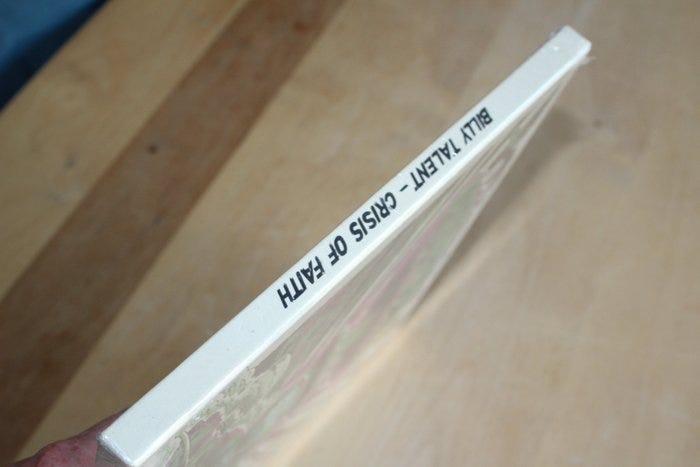 BILLY TALENT – CRISIS OF FAITH